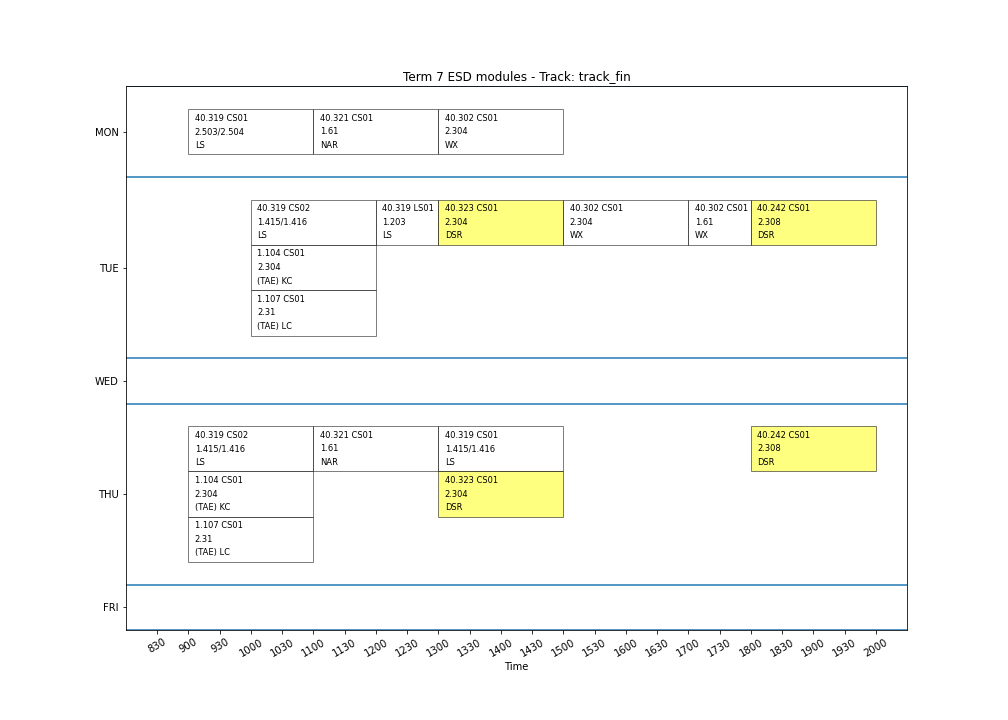 Term 7 ESD modules - Track: track_fin
MON
40.319 CS01
2.503/2.504
LS
40.321 CS01
1.61
NAR
40.302 CS01
2.304
WX
TUE
40.319 CS02
1.415/1.416
LS
40.319 LS01
1.203
LS
40.323 CS01
2.304
DSR
40.302 CS01
2.304
WX
40.302 CS01
1.61
WX
40.242 CS01
2.308
DSR
1.104 CS01
2.304
(TAE) KC
1.107 CS01
2.31
(TAE) LC
WED
THU
40.319 CS02
1.415/1.416
LS
40.321 CS01
1.61
NAR
40.319 CS01
1.415/1.416
LS
40.242 CS01
2.308
DSR
1.104 CS01
2.304
(TAE) KC
40.323 CS01
2.304
DSR
1.107 CS01
2.31
(TAE) LC
FRI
830 900 930 1000 1030 1100 1130 1200 1230 1300 1330 1400 1430 1500 1530 1600 1630 1700 1730 1800 1830 1900 1930 2000
Time